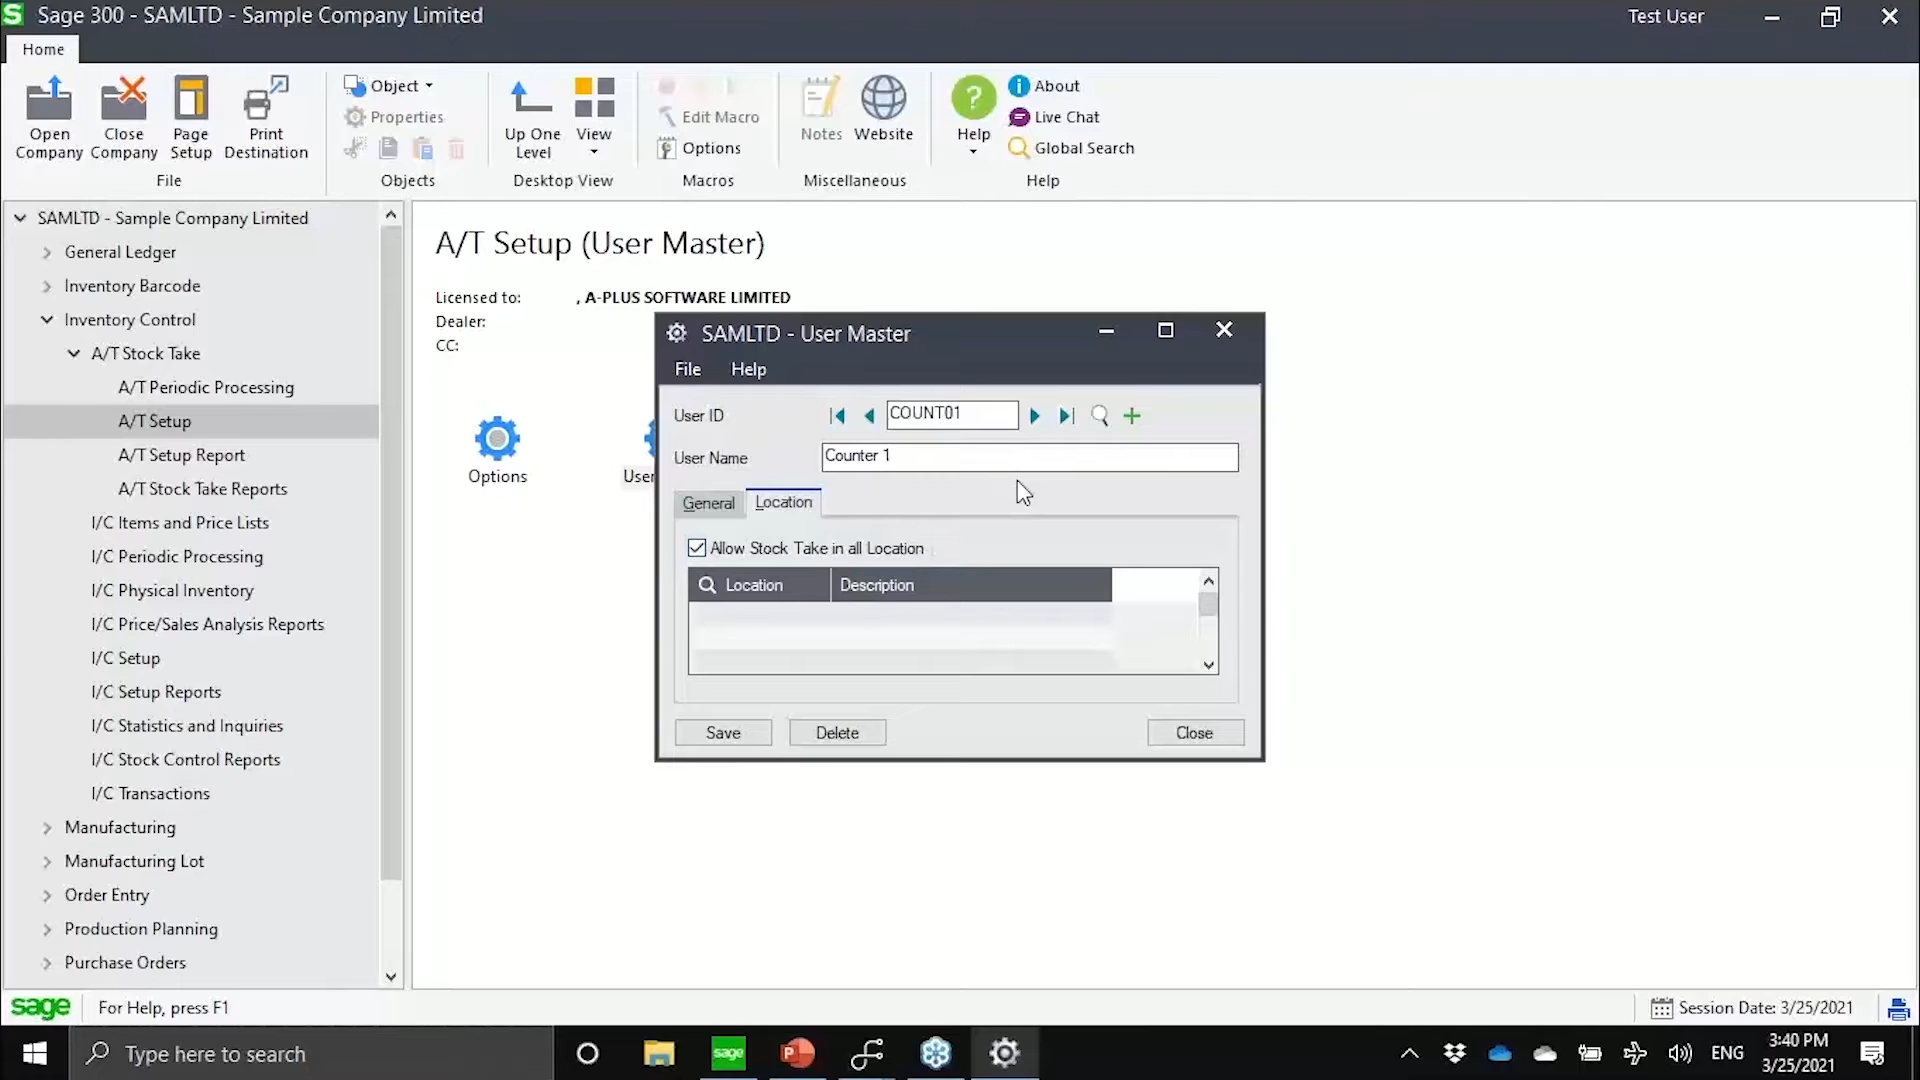 Sage 300 - SAMLTD - Sample Company Limited
Test User
Home
Open Company
Close Company
Page Setup
Print Destination
File
Object
Properties
Objects
Up One Level
View
Desktop View
Edit Macro
Options
Macros
Notes
Website
Miscellaneous
Help
About
Live Chat
Global Search
Help
SAMLTD - Sample Company Limited
General Ledger
Inventory Barcode
Inventory Control
A/T Stock Take
A/T Periodic Processing
A/T Setup
A/T Setup Report
A/T Stock Take Reports
I/C Items and Price Lists
I/C Periodic Processing
I/C Physical Inventory
I/C Price/Sales Analysis Reports
I/C Setup
I/C Setup Reports
I/C Statistics and Inquiries
I/C Stock Control Reports
I/C Transactions
Manufacturing
Manufacturing Lot
Order Entry
Production Planning
Purchase Orders
A/T Setup (User Master)
Licensed to: , A-PLUS SOFTWARE LIMITED
Dealer:
CC:
Options
User
SAMLTD - User Master
File Help
User ID COUNT01
User Name Counter 1
General Location
Allow Stock Take in all Location
Location Description
Save Delete Close
sage For Help, press F1
Session Date: 3/25/2021
Type here to search
sage
ENG
3:40 PM
3/25/2021